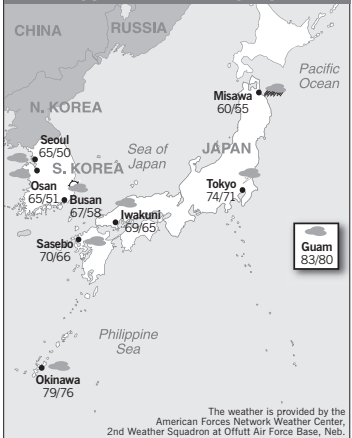 RUSSIA
CHINA
Pacific
Ocean
Misawa
60/55
N. KOREA
Seoul
65/50
Sea of
Japan
JAPAN
S. KOREA
Osan
65/51
Busan
67/58
Tokyo
74/71
Iwakuni
69/65
Sasebo
70/66
Guam
83/80
Philippine
Sea
Okinawa
79/76
The weather is provided by the
American Forces Network Weather Center,
2nd Weather Squadron at Offutt Air Force Base, Neb.